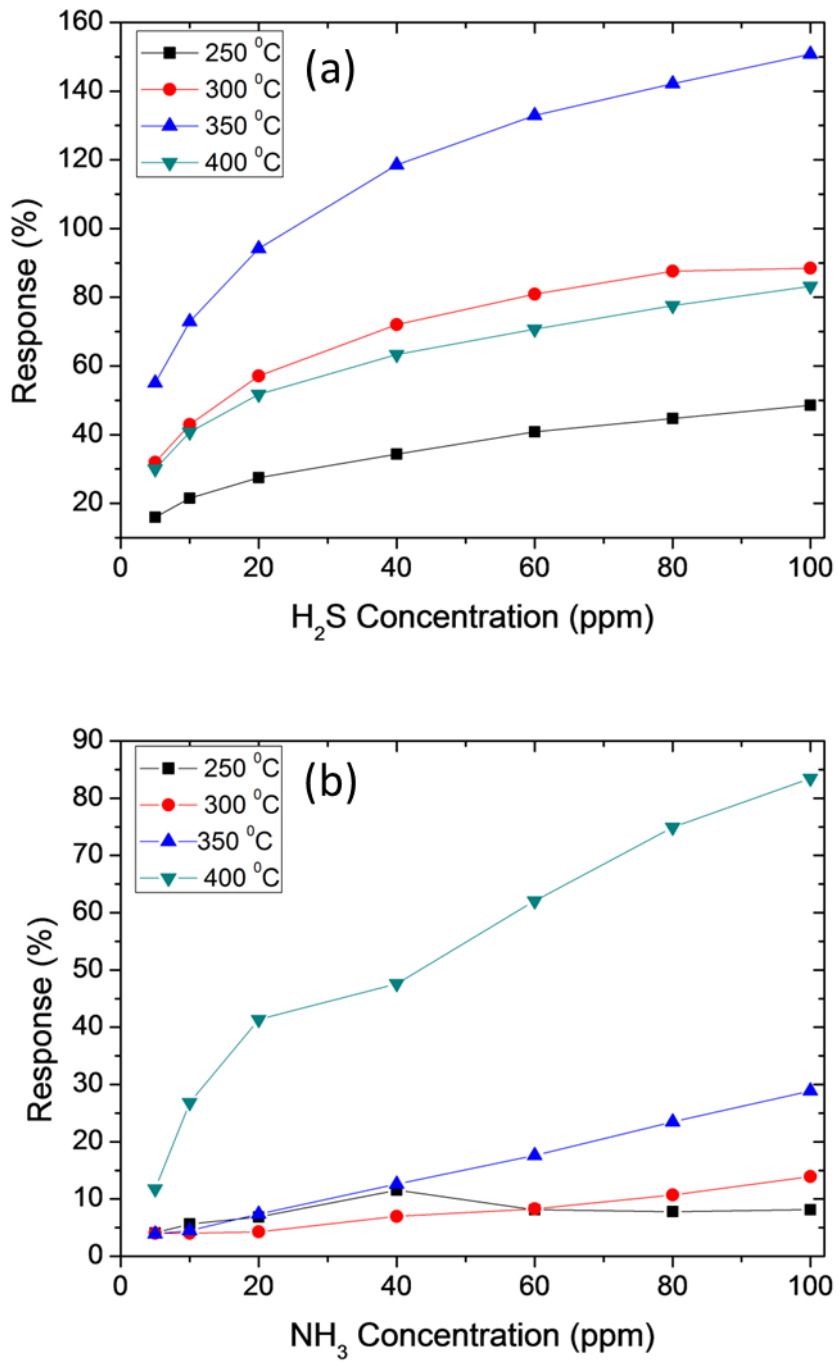 160
140
120
100
80
60
40
20
Response (%)
250 ⁰C
300 ⁰C
350 ⁰C
400 ⁰C
(a)
0 20 40 60 80 100
H₂S Concentration (ppm)
90
80
70
60
50
40
30
20
10
0
Response (%)
250 ⁰C
300 ⁰C
350 ⁰C
400 ⁰C
(b)
0 20 40 60 80 100
NH₃ Concentration (ppm)